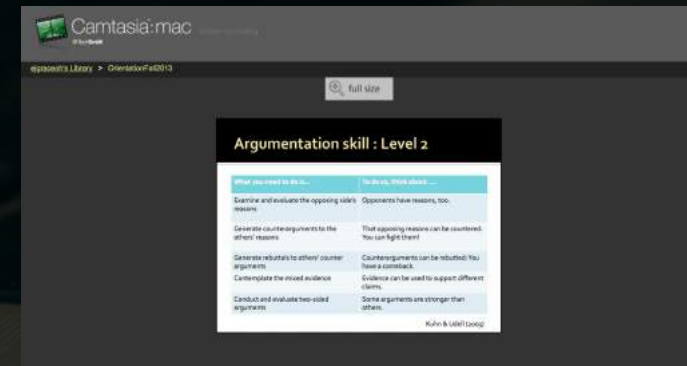 Camtasia:mac
TechSmith
ejpresent's Library > OrientationFall2013
full size
Argumentation skill : Level 2
What you need to do is... To do so, think about ....
Examine and evaluate the opposing side's Opponents have reasons, too.
reasons
Generate counterarguments to the That opposing reasons can be countered.
others' reasons You can fight them!
Generate rebuttals to others' counter Counterarguments can be rebutted; You
arguments have a comeback.
Contemplate the mixed evidence Evidence can be used to support different
claims.
Conduct and evaluate two-sided Some arguments are stronger than
arguments others.
Kuhn & Udell (2003)